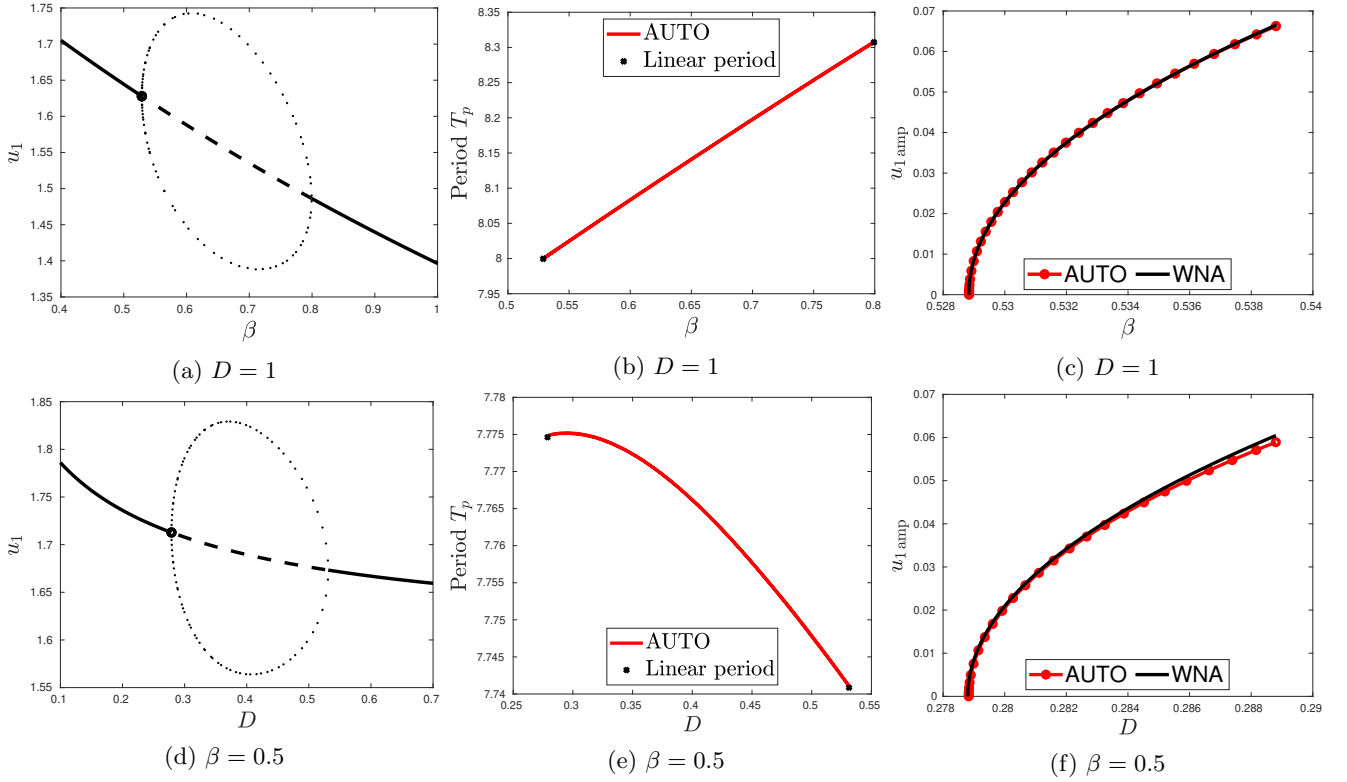 1.75
1.7
1.65
1.6
1.55
1.5
1.45
1.4
1.35
u₁
0.4 0.5 0.6 0.7 0.8 0.9 1
β
(a) D = 1
8.35
8.3
8.25
8.2
8.15
8.1
8.05
8
7.95
Period Tₚ
AUTO
Linear period
0.5 0.55 0.6 0.65 0.7 0.75 0.8
β
(b) D = 1
0.07
0.06
0.05
0.04
0.03
0.02
0.01
0
u₁ ₐₘₚ
AUTO WNA
0.528 0.53 0.532 0.534 0.536 0.538 0.54
β
(c) D = 1
1.85
1.8
1.75
1.7
1.65
1.6
1.55
u₁
0.1 0.2 0.3 0.4 0.5 0.6 0.7
D
(d) β = 0.5
7.78
7.775
7.77
7.765
7.76
7.755
7.75
7.745
7.74
Period Tₚ
AUTO
Linear period
0.25 0.3 0.35 0.4 0.45 0.5 0.55
D
(e) β = 0.5
0.07
0.06
0.05
0.04
0.03
0.02
0.01
0
u₁ ₐₘₚ
AUTO WNA
0.278 0.28 0.282 0.284 0.286 0.288 0.29
D
(f) β = 0.5